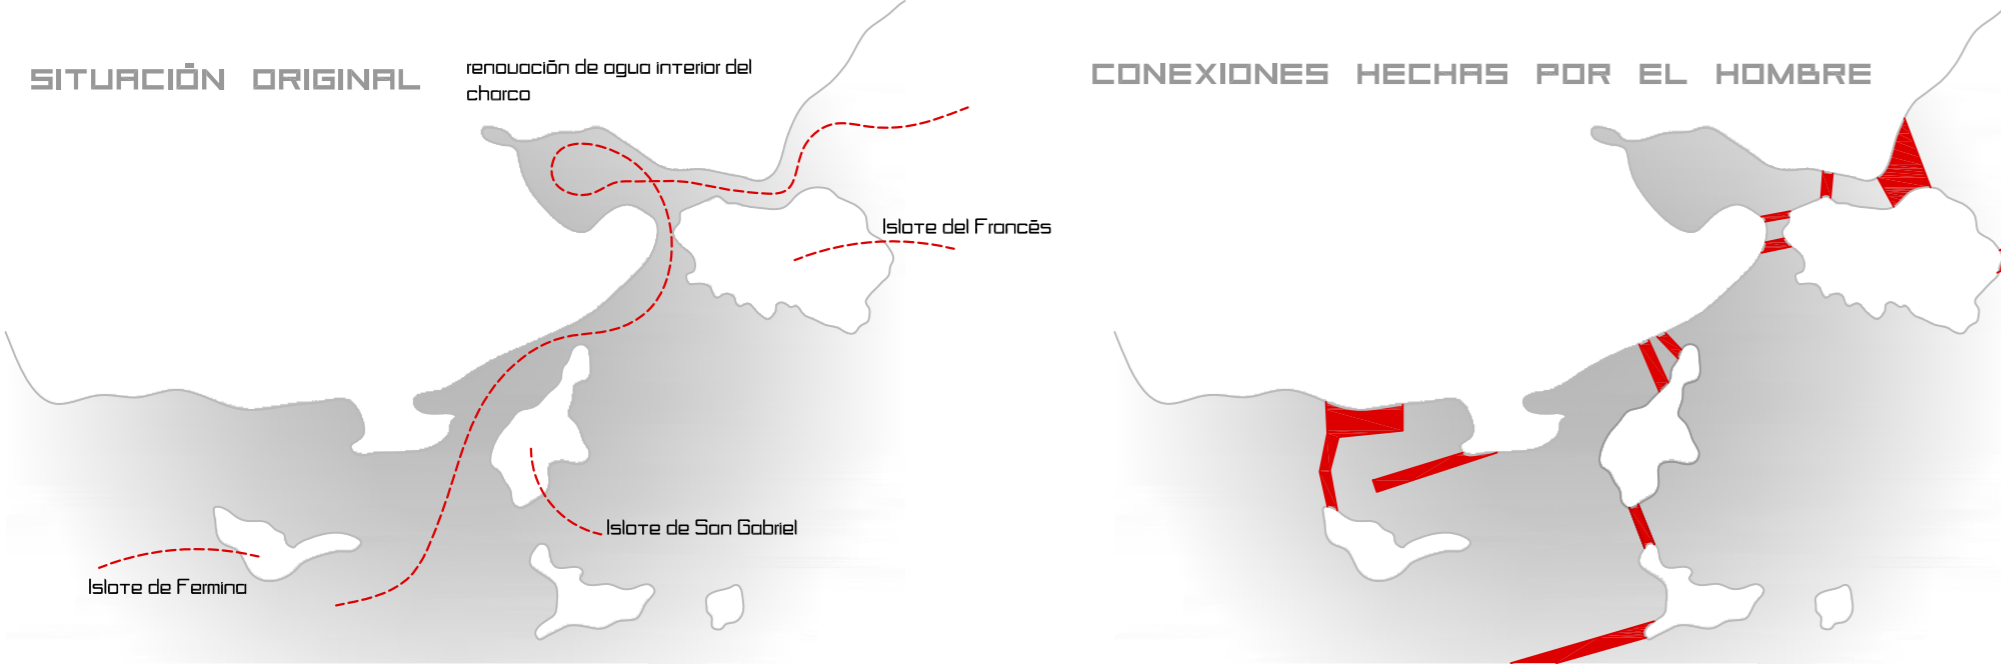 SITUACIÓN ORIGINAL
renovación de agua interior del
charco
Islote del Francés
Islote de San Gabriel
Islote de Fermina
CONEXIONES HECHAS POR EL HOMBRE